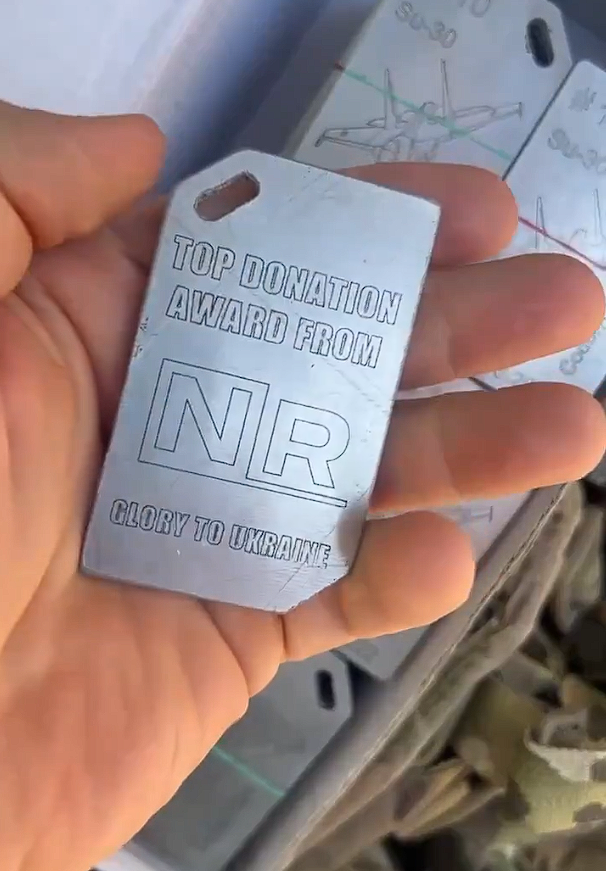 TOP DONATION
AWARD FROM
NR
GLORY TO UKRAINE
SU-30
SU-30